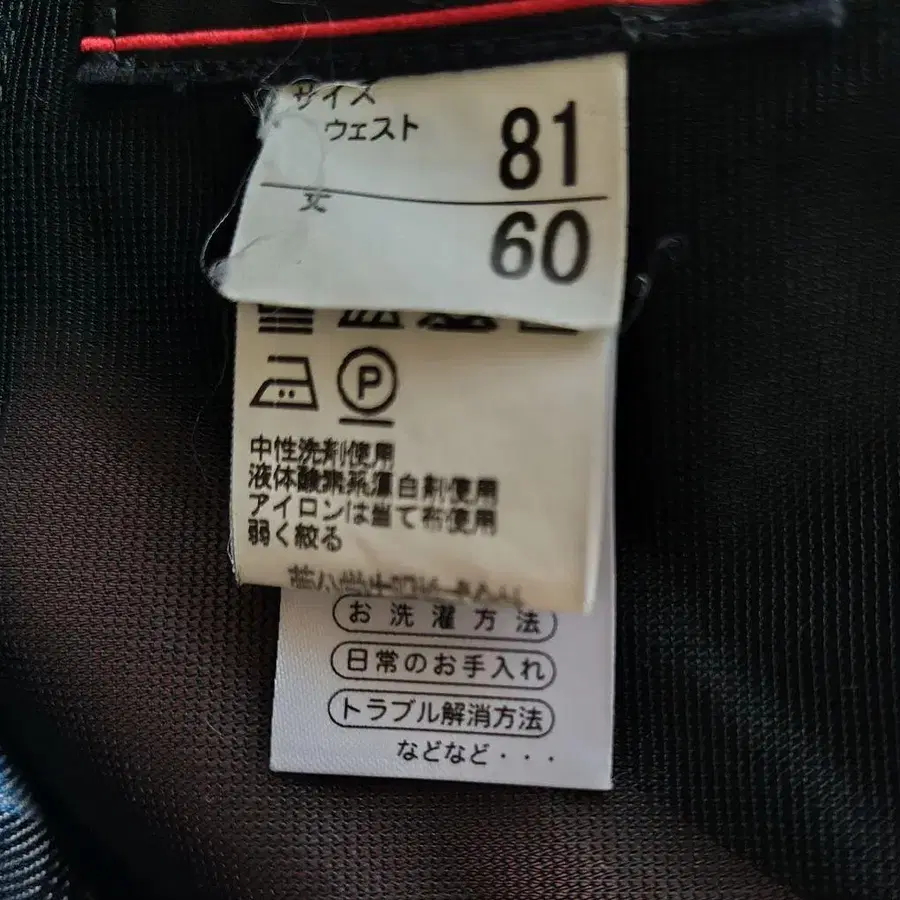 サイズ
ウェスト 81
丈 60
P
中性洗剤使用
液体酸素系漂白剤使用
アイロンは当て布使用
弱く絞る
お洗濯方法
日常のお手入れ
トラブル解消方法
などなど・・・